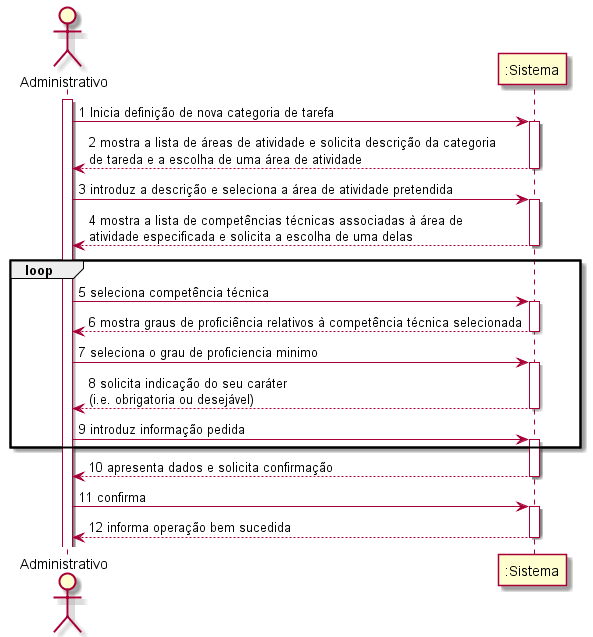 Administrativo
:Sistema
1 Inicia definição de nova categoria de tarefa
2 mostra a lista de áreas de atividade e solicita descrição da categoria
de tareda e a escolha de uma área de atividade
3 introduz a descrição e seleciona a área de atividade pretendida
4 mostra a lista de competências técnicas associadas à área de
atividade especificada e solicita a escolha de uma delas
loop
5 seleciona competência técnica
6 mostra graus de proficiência relativos à competência técnica selecionada
7 seleciona o grau de proficiencia minimo
8 solicita indicação do seu caráter
(i.e. obrigatoria ou desejável)
9 introduz informação pedida
10 apresenta dados e solicita confirmação
11 confirma
12 informa operação bem sucedida
Administrativo
:Sistema